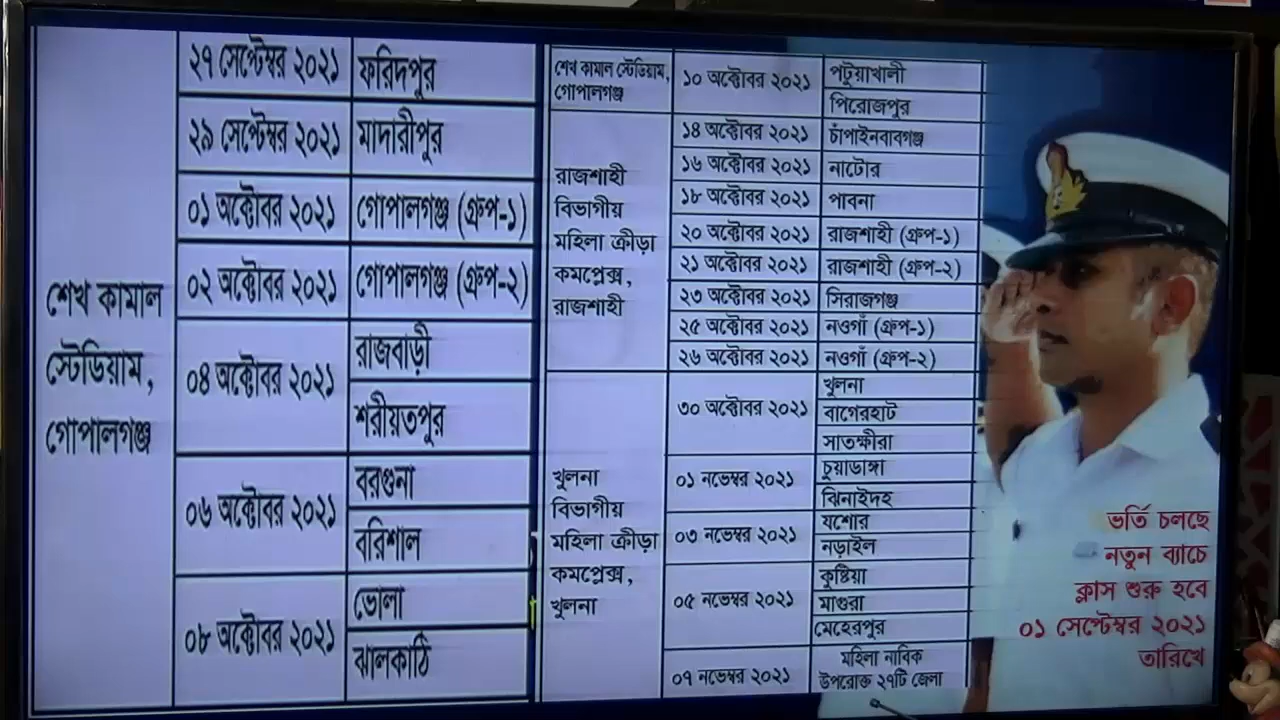 শেখ কামাল
স্টেডিয়াম,
গোপালগঞ্জ
২৭ সেপ্টেম্বর ২০২১
ফরিদপুর
২৯ সেপ্টেম্বর ২০২১
মাদারীপুর
০১ অক্টোবর ২০২১
গোপালগঞ্জ (গ্রুপ-১)
০২ অক্টোবর ২০২১
গোপালগঞ্জ (গ্রুপ-২)
০৪ অক্টোবর ২০২১
রাজবাড়ী
শরীয়তপুর
০৬ অক্টোবর ২০২১
বরগুনা
বরিশাল
০৮ অক্টোবর ২০২১
ভোলা
ঝালকাঠি
শেখ কামাল স্টেডিয়াম,
গোপালগঞ্জ
১০ অক্টোবর ২০২১
পটুয়াখালী
পিরোজপুর
রাজশাহী
বিভাগীয়
মহিলা ক্রীড়া
কমপ্লেক্স,
রাজশাহী
১৪ অক্টোবর ২০২১
চাঁপাইনবাবগঞ্জ
১৬ অক্টোবর ২০২১
নাটোর
১৮ অক্টোবর ২০২১
পাবনা
২০ অক্টোবর ২০২১
রাজশাহী (গ্রুপ-১)
২১ অক্টোবর ২০২১
রাজশাহী (গ্রুপ-২)
২৩ অক্টোবর ২০২১
সিরাজগঞ্জ
২৫ অক্টোবর ২০২১
নওগাঁ (গ্রুপ-১)
২৬ অক্টোবর ২০২১
নওগাঁ (গ্রুপ-২)
খুলনা
বিভাগীয়
মহিলা ক্রীড়া
কমপ্লেক্স,
খুলনা
৩০ অক্টোবর ২০২১
খুলনা
বাগেরহাট
সাতক্ষীরা
০১ নভেম্বর ২০২১
চুয়াডাঙ্গা
ঝিনাইদহ
০৩ নভেম্বর ২০২১
যশোর
নড়াইল
০৫ নভেম্বর ২০২১
কুষ্টিয়া
মাগুরা
মেহেরপুর
০৭ নভেম্বর ২০২১
মহিলা নাবিক
উপরোক্ত ২৭টি জেলা
ভর্তি চলছে
নতুন ব্যাচে
ক্লাস শুরু হবে
০১ সেপ্টেম্বর ২০২১
তারিখে